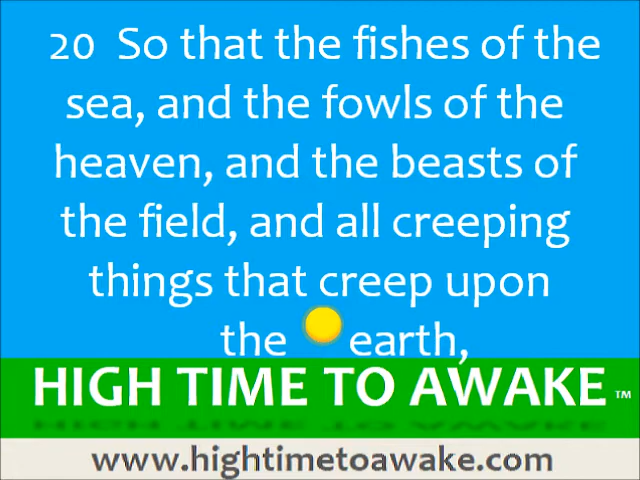 20 So that the fishes of the
sea, and the fowls of the
heaven, and the beasts of
the field, and all creeping
things that creep upon
the earth,
HIGH TIME TO AWAKE™
www.hightimetoawake.com